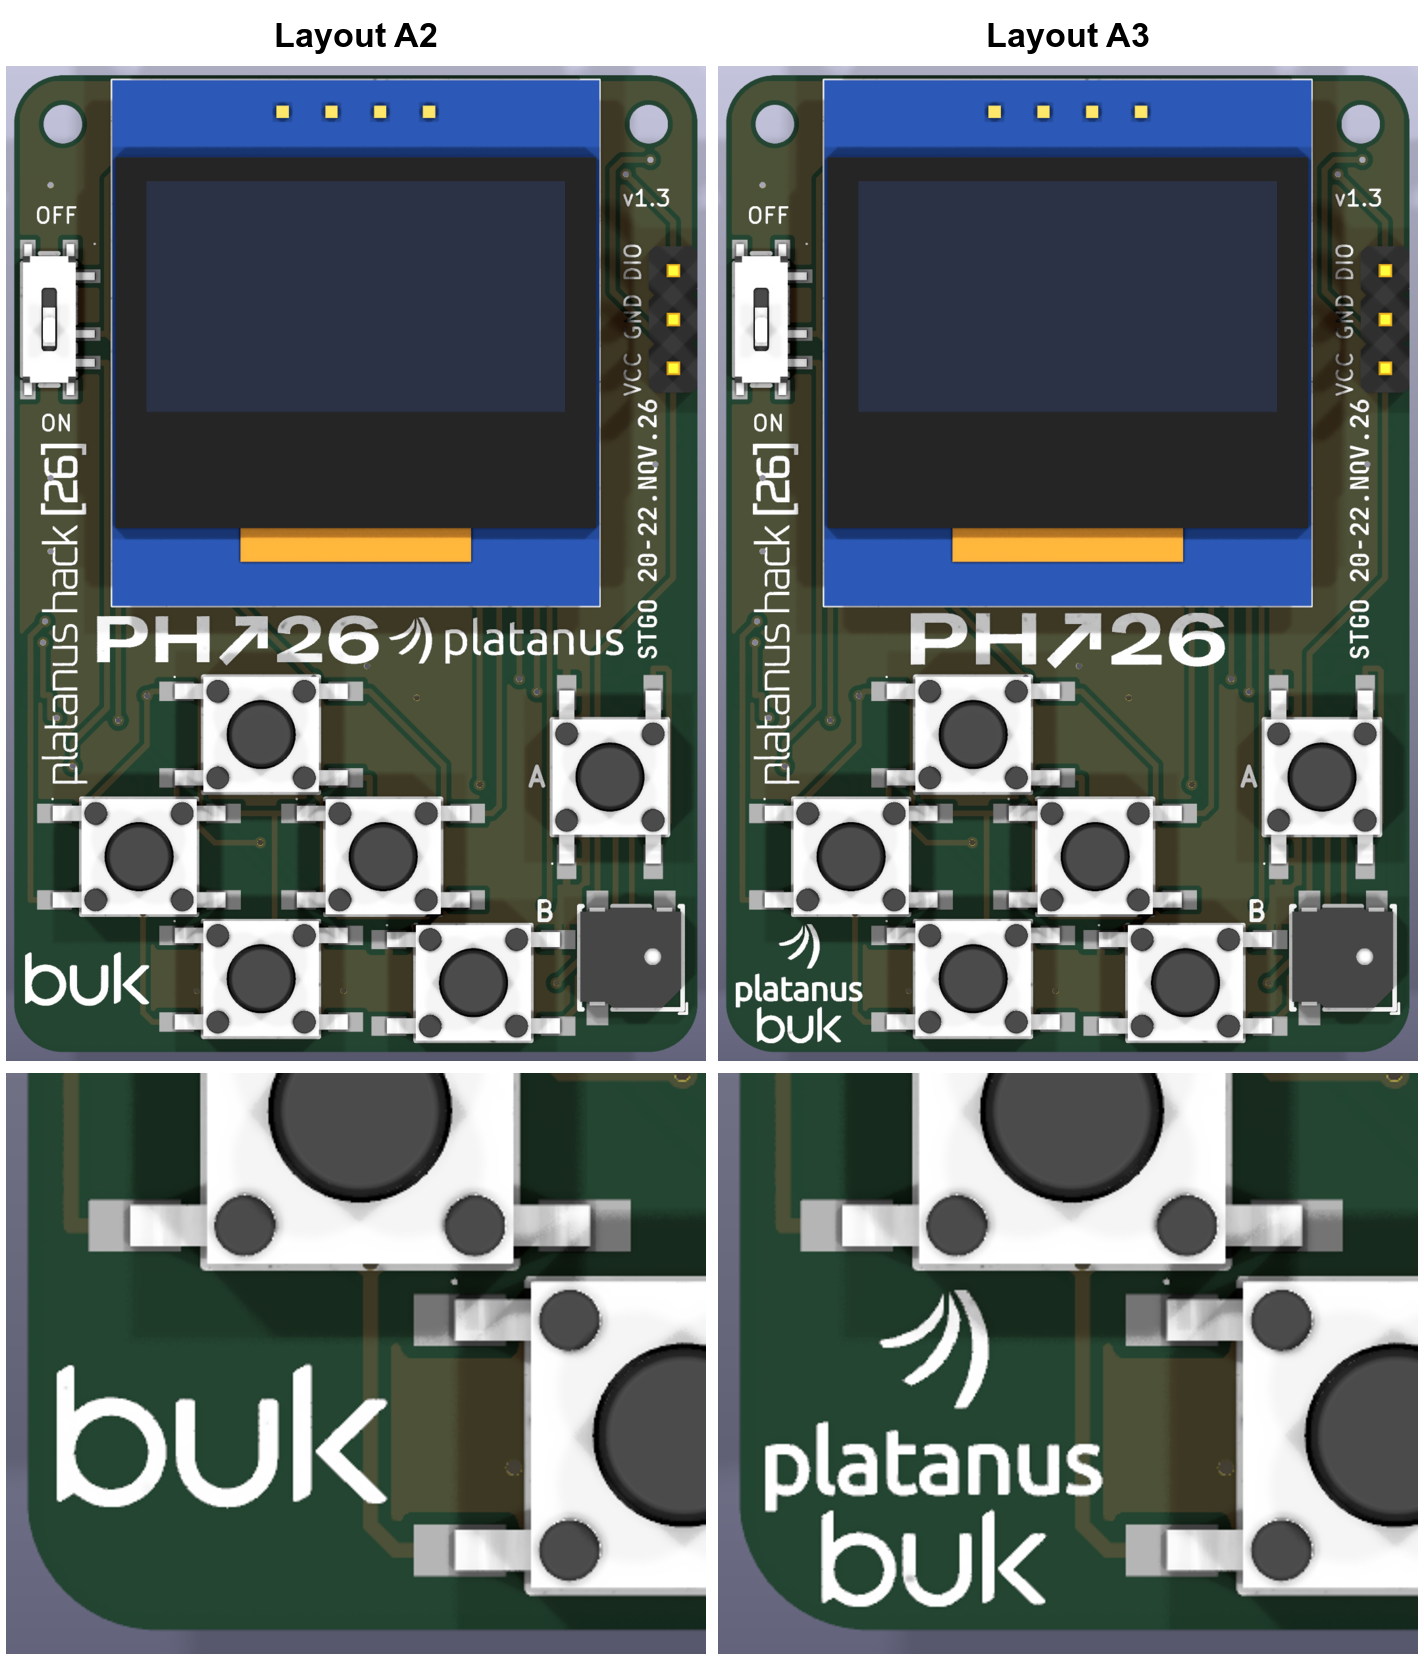 Layout A2
v1.3
OFF
DIO
GND
VCC
ON
platanus hack [26]
STGO 20-22.NOV.26
PH↗26 platanus
A
B
buk
Layout A3
v1.3
OFF
DIO
GND
VCC
ON
platanus hack [26]
STGO 20-22.NOV.26
PH↗26
A
B
platanus
buk
buk
platanus
buk